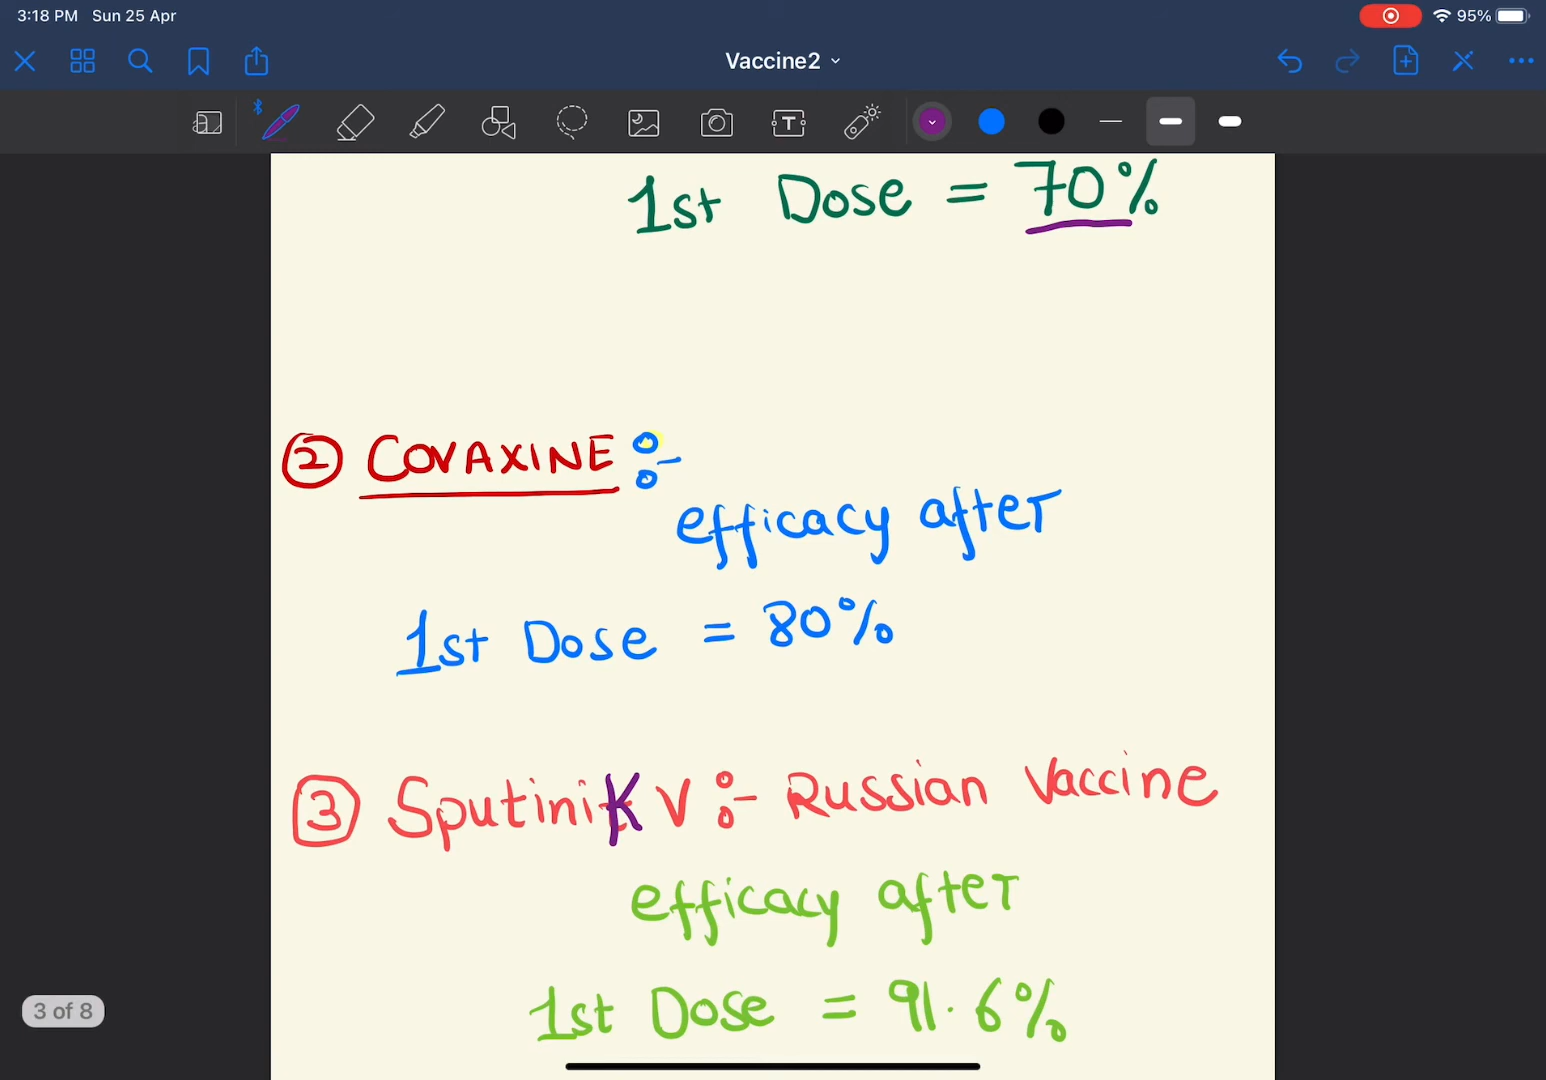 3:18 PM Sun 25 Apr
95%
Vaccine2
T
1st Dose = 70%
② COVAXINE :-
efficacy after
1st Dose = 80%
③ SputiniK V :- Russian Vaccine
efficacy after
1st Dose = 91.6%
3 of 8